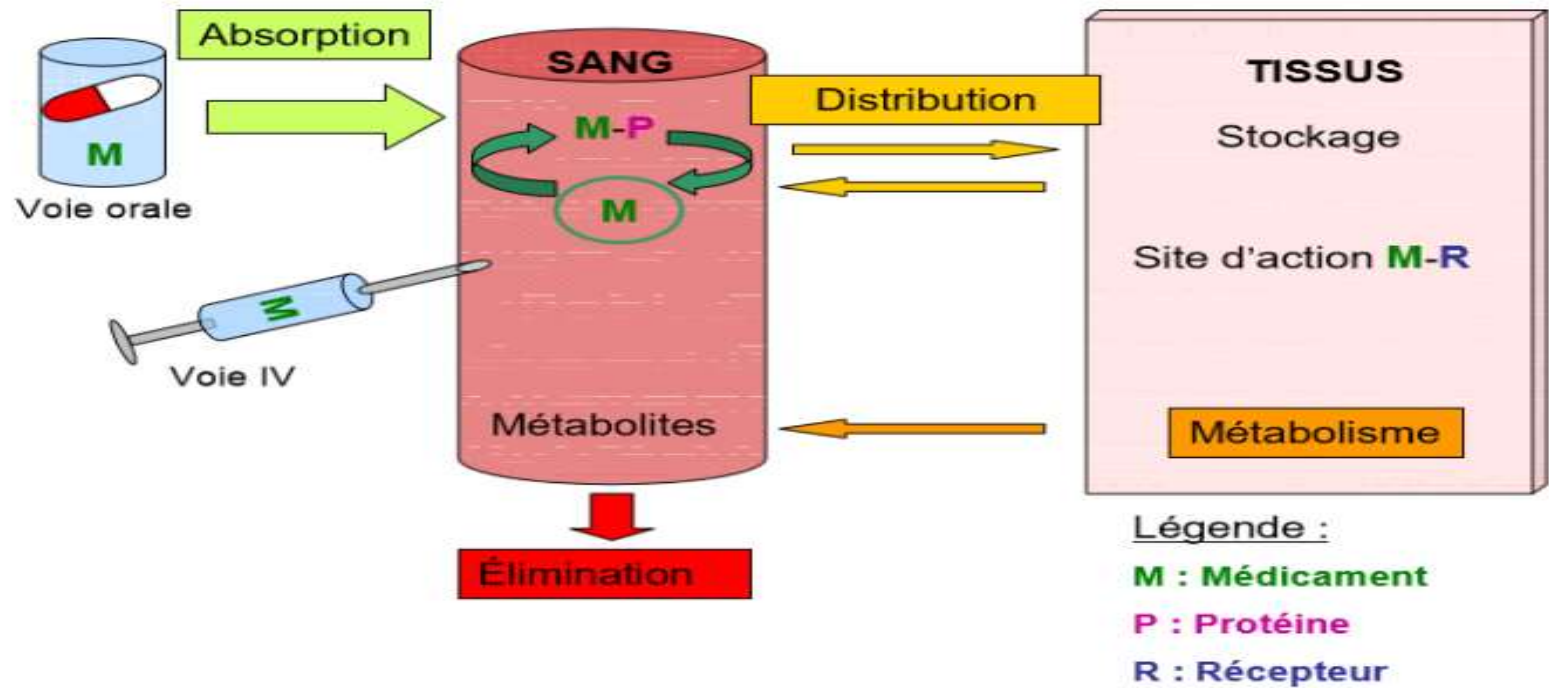 Absorption
M
Voie orale
M
Voie IV
SANG
M-P
M
Métabolites
Élimination
Distribution
TISSUS
Stockage
Site d'action M-R
Métabolisme
Légende :
M : Médicament
P : Protéine
R : Récepteur